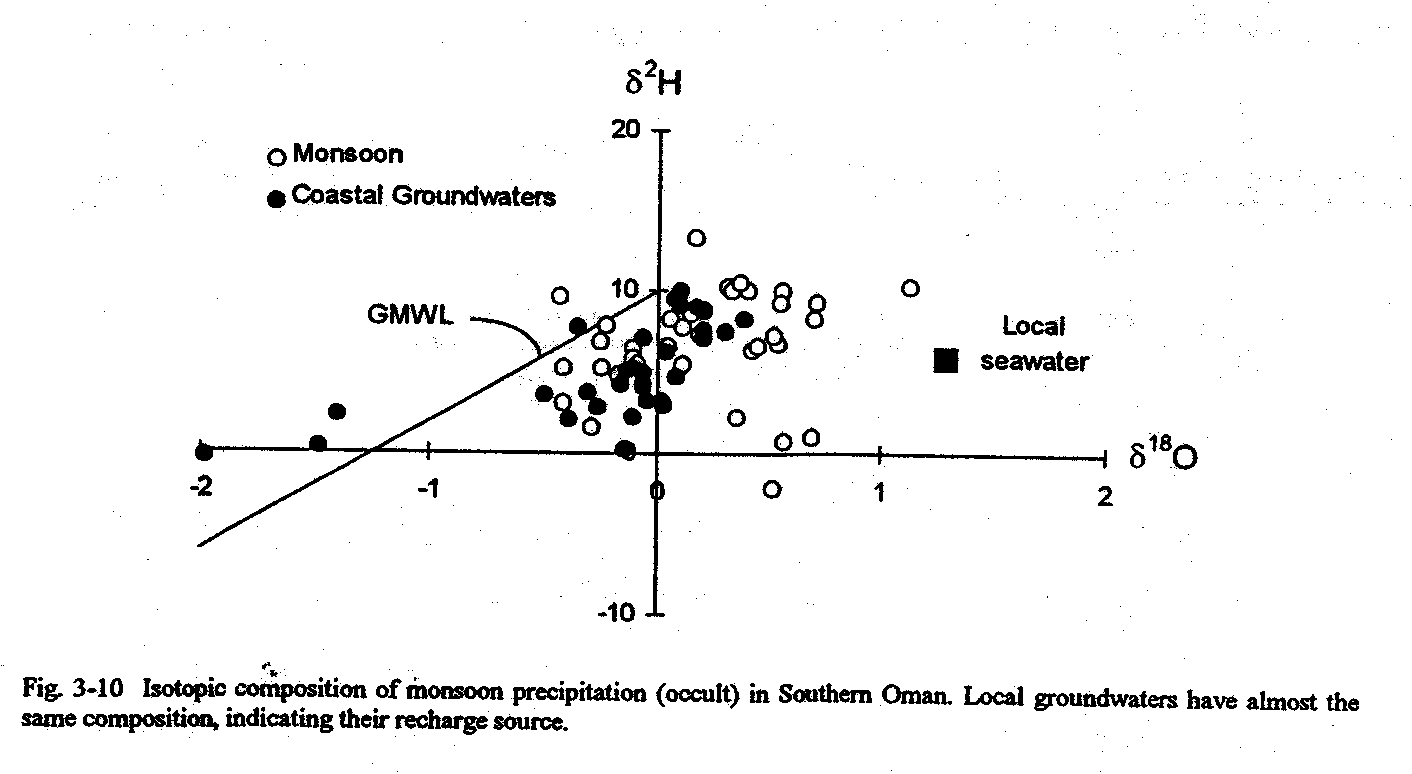 δ²H
20
Monsoon
Coastal Groundwaters
10
GMWL
Local
seawater
δ¹⁸O
-2
-1
0
1
2
-10
Fig. 3-10 Isotopic composition of monsoon precipitation (occult) in Southern Oman. Local groundwaters have almost the
same composition, indicating their recharge source.